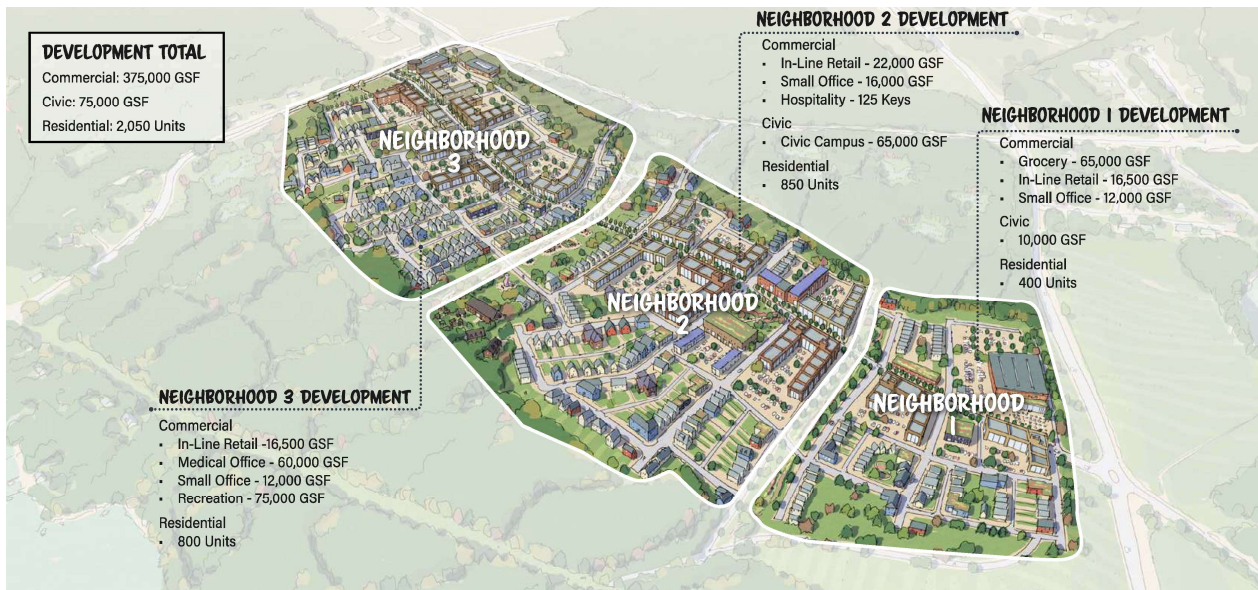 DEVELOPMENT TOTAL
Commercial: 375,000 GSF
Civic: 75,000 GSF
Residential: 2,050 Units
NEIGHBORHOOD 2 DEVELOPMENT
Commercial
▪ In-Line Retail - 22,000 GSF
▪ Small Office - 16,000 GSF
▪ Hospitality - 125 Keys
Civic
▪ Civic Campus - 65,000 GSF
Residential
▪ 850 Units
NEIGHBORHOOD 1 DEVELOPMENT
Commercial
▪ Grocery - 65,000 GSF
▪ In-Line Retail - 16,500 GSF
▪ Small Office - 12,000 GSF
Civic
▪ 10,000 GSF
Residential
▪ 400 Units
NEIGHBORHOOD
3
NEIGHBORHOOD
2
NEIGHBORHOOD
1
NEIGHBORHOOD 3 DEVELOPMENT
Commercial
▪ In-Line Retail -16,500 GSF
▪ Medical Office - 60,000 GSF
▪ Small Office - 12,000 GSF
▪ Recreation - 75,000 GSF
Residential
▪ 800 Units